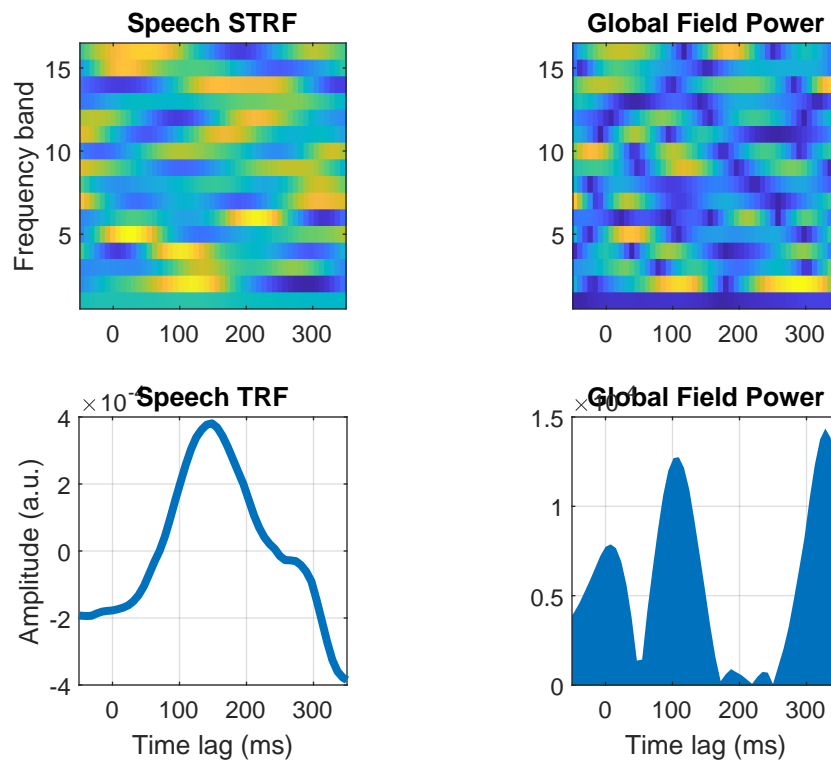 Speech STRF
Frequency band
15
10
5
0 100 200 300
Global Field Power
15
10
5
0 100 200 300
Speech TRF
× 10⁻⁴
Amplitude (a.u.)
4
2
0
-2
-4
0 100 200 300
Time lag (ms)
Global Field Power
1.5
1
0.5
0
0 100 200 300
Time lag (ms)